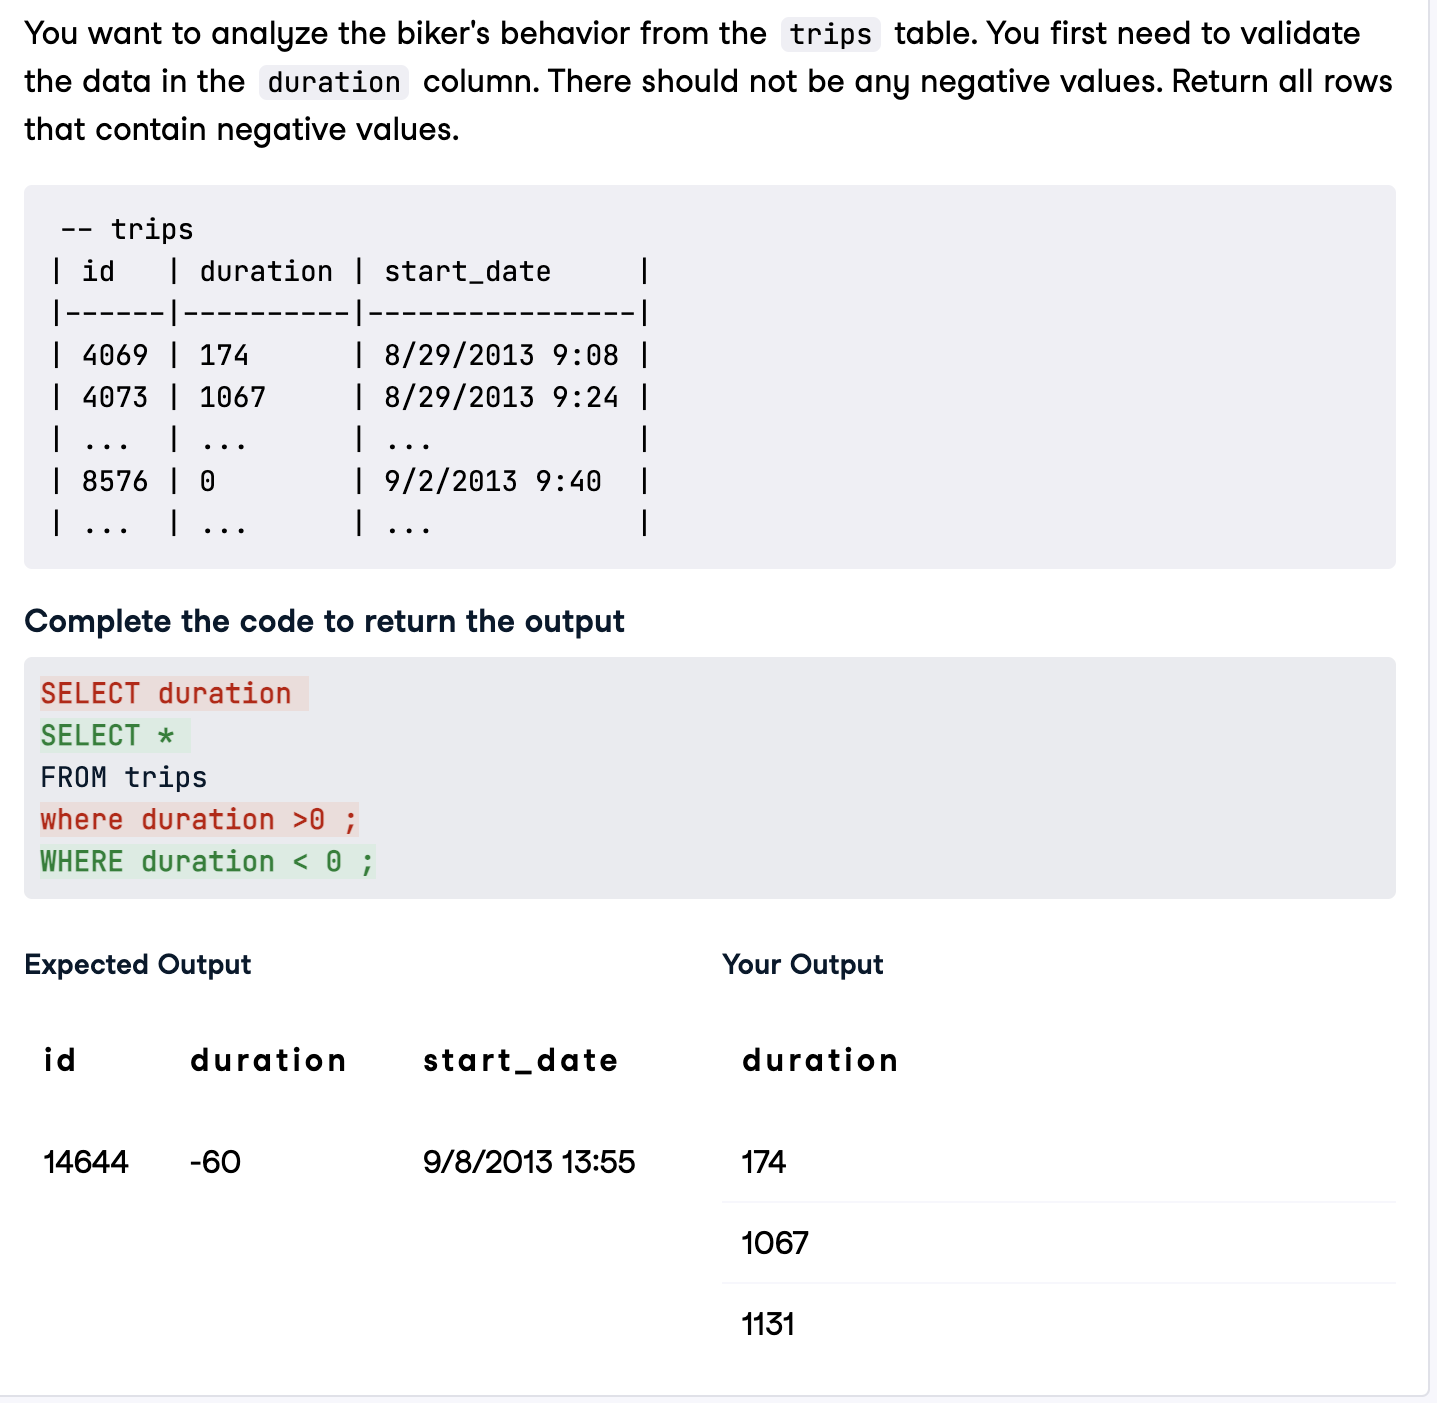 You want to analyze the biker's behavior from the trips table. You first need to validate
the data in the duration column. There should not be any negative values. Return all rows
that contain negative values.
-- trips
| id   | duration | start_date     |
|------|----------|----------------|
| 4069 | 174      | 8/29/2013 9:08 |
| 4073 | 1067     | 8/29/2013 9:24 |
| ...  | ...      | ...            |
| 8576 | 0        | 9/2/2013 9:40  |
| ...  | ...      | ...            |
Complete the code to return the output
SELECT duration
SELECT *
FROM trips
where duration >0 ;
WHERE duration < 0 ;
Expected Output
id duration start_date
14644 -60 9/8/2013 13:55
Your Output
duration
174
1067
1131